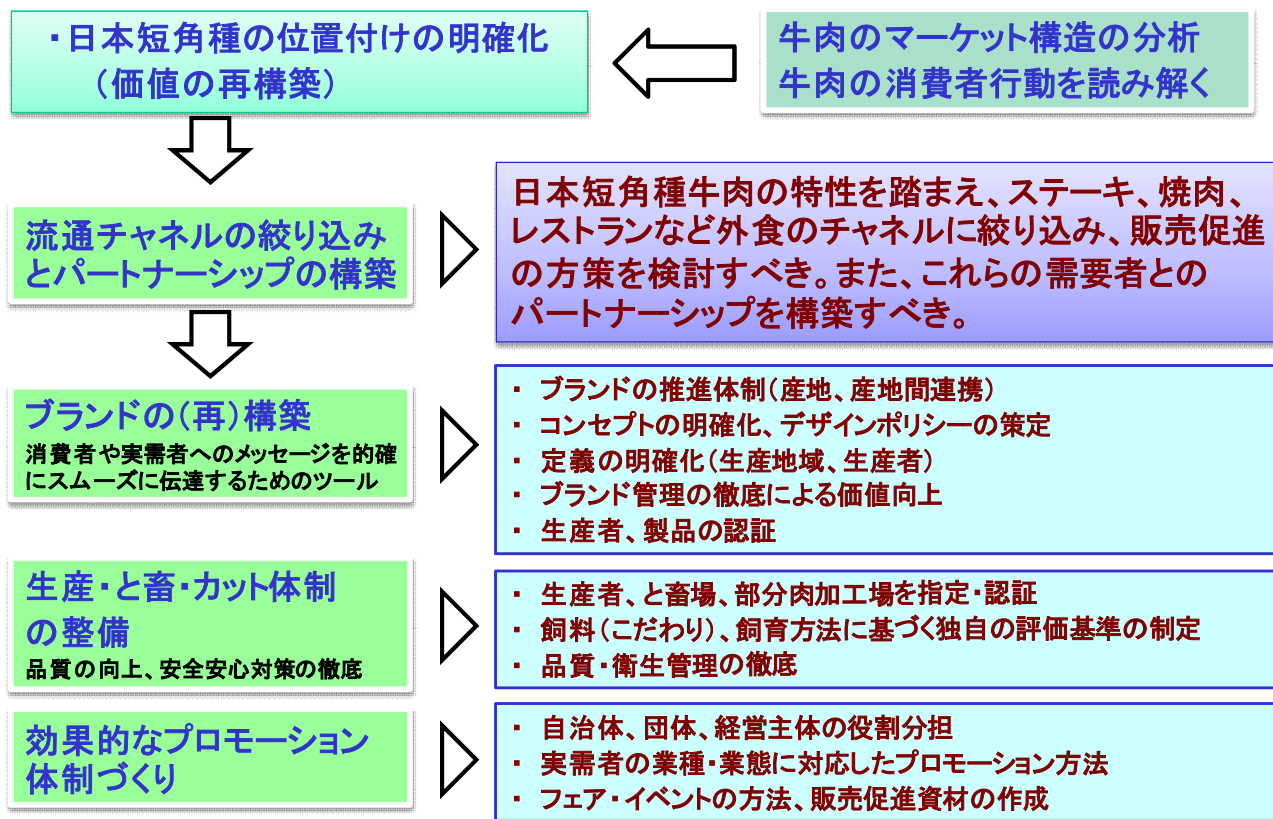 ・日本短角種の位置付けの明確化
（価値の再構築）
牛肉のマーケット構造の分析
牛肉の消費者行動を読み解く
流通チャネルの絞り込み
とパートナーシップの構築
日本短角種牛肉の特性を踏まえ、ステーキ、焼肉、
レストランなど外食のチャネルに絞り込み、販売促進
の方策を検討すべき。また、これらの需要者との
パートナーシップを構築すべき。
ブランドの（再）構築
消費者や実需者へのメッセージを的確
にスムーズに伝達するためのツール
・ ブランドの推進体制（産地、産地間連携）
・ コンセプトの明確化、デザインポリシーの策定
・ 定義の明確化（生産地域、生産者）
・ ブランド管理の徹底による価値向上
・ 生産者、製品の認証
生産・と畜・カット体制
の整備
品質の向上、安全安心対策の徹底
・ 生産者、と畜場、部分肉加工場を指定・認証
・ 飼料（こだわり）、飼育方法に基づく独自の評価基準の制定
・ 品質・衛生管理の徹底
効果的なプロモーション
体制づくり
・ 自治体、団体、経営主体の役割分担
・ 実需者の業種・業態に対応したプロモーション方法
・ フェア・イベントの方法、販売促進資材の作成